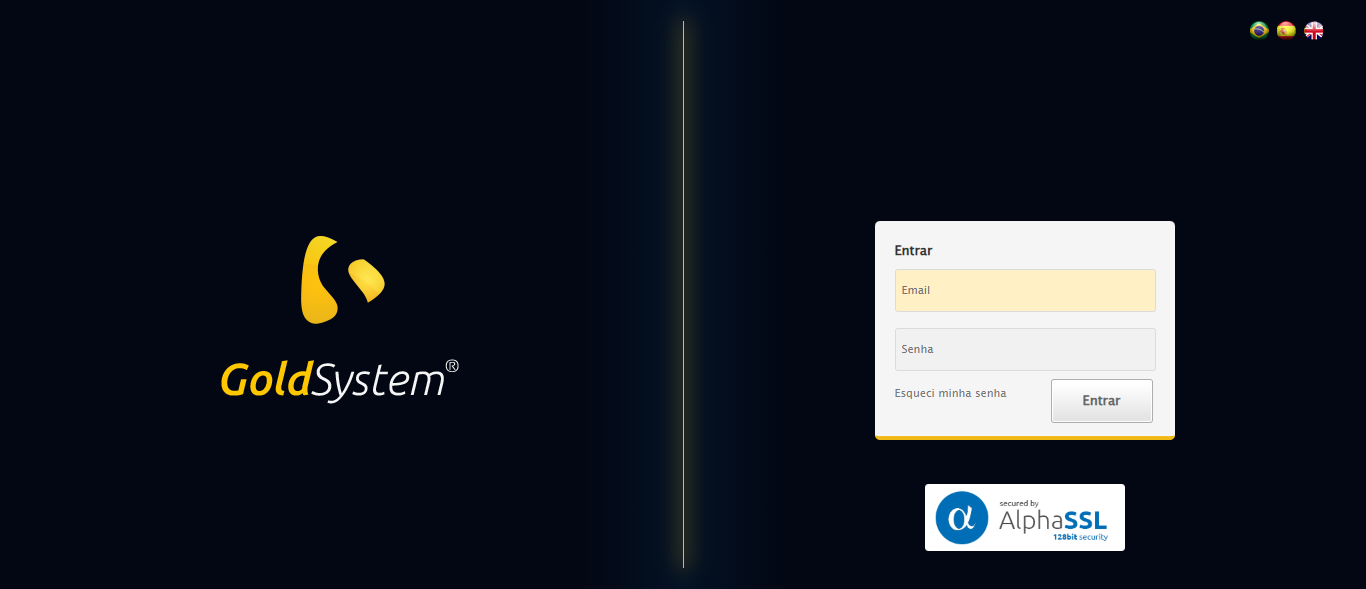 GoldSystem®
Entrar
Email
Senha
Esqueci minha senha
Entrar
α
secured by
AlphaSSL
128bit security